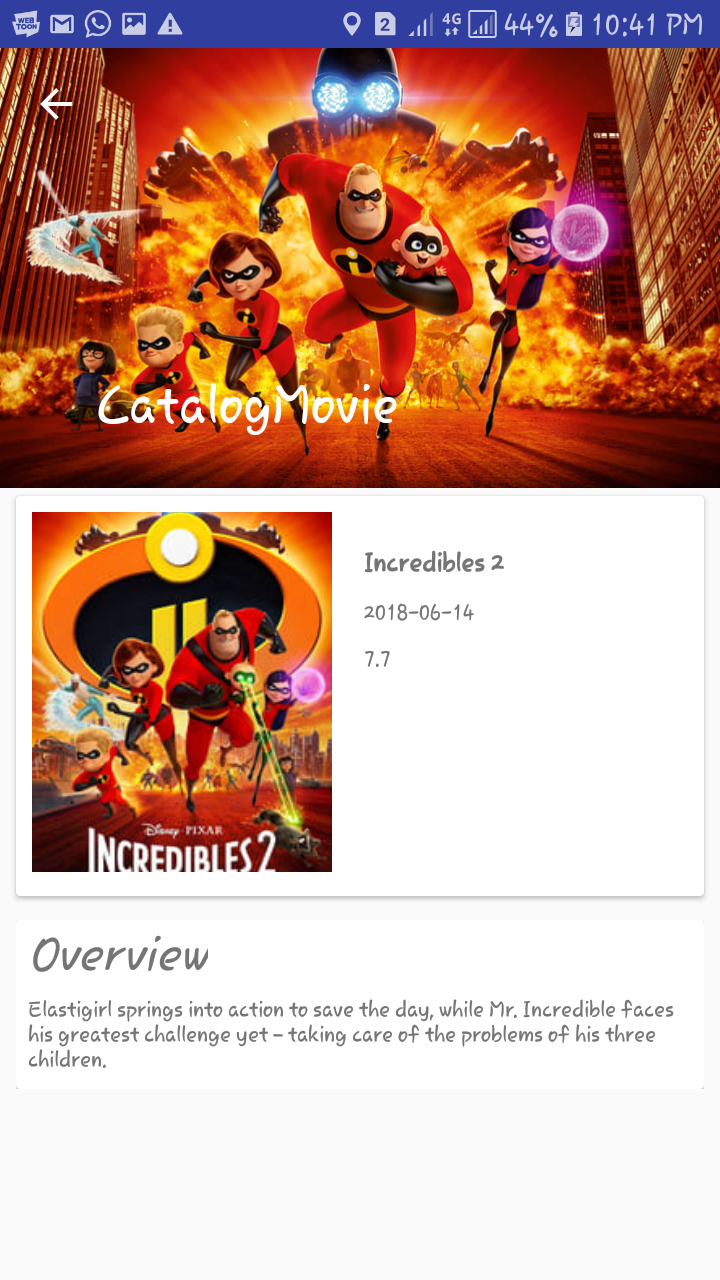 WEB TOON 2 4G 44% 10:41 PM
CatalogMovie
Incredibles 2
2018-06-14
7.7
Disney · PIXAR
INCREDIBLES 2
Overview
Elastigirl springs into action to save the day, while Mr. Incredible faces
his greatest challenge yet – taking care of the problems of his three
children.